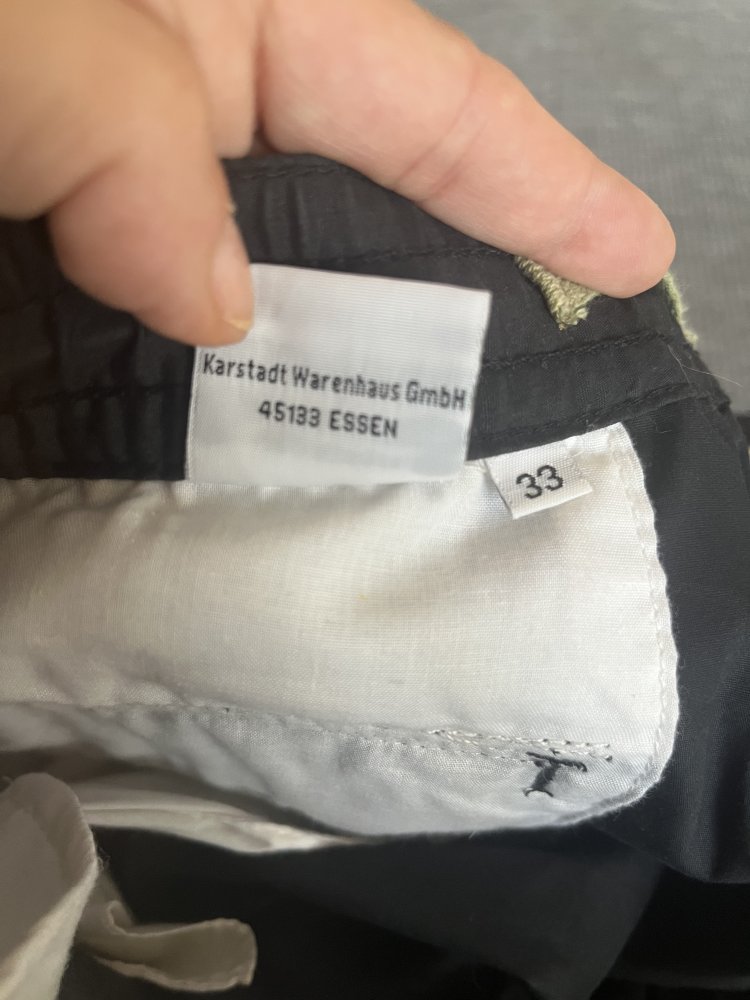 Karstadt Warenhaus GmbH
45133 ESSEN
33